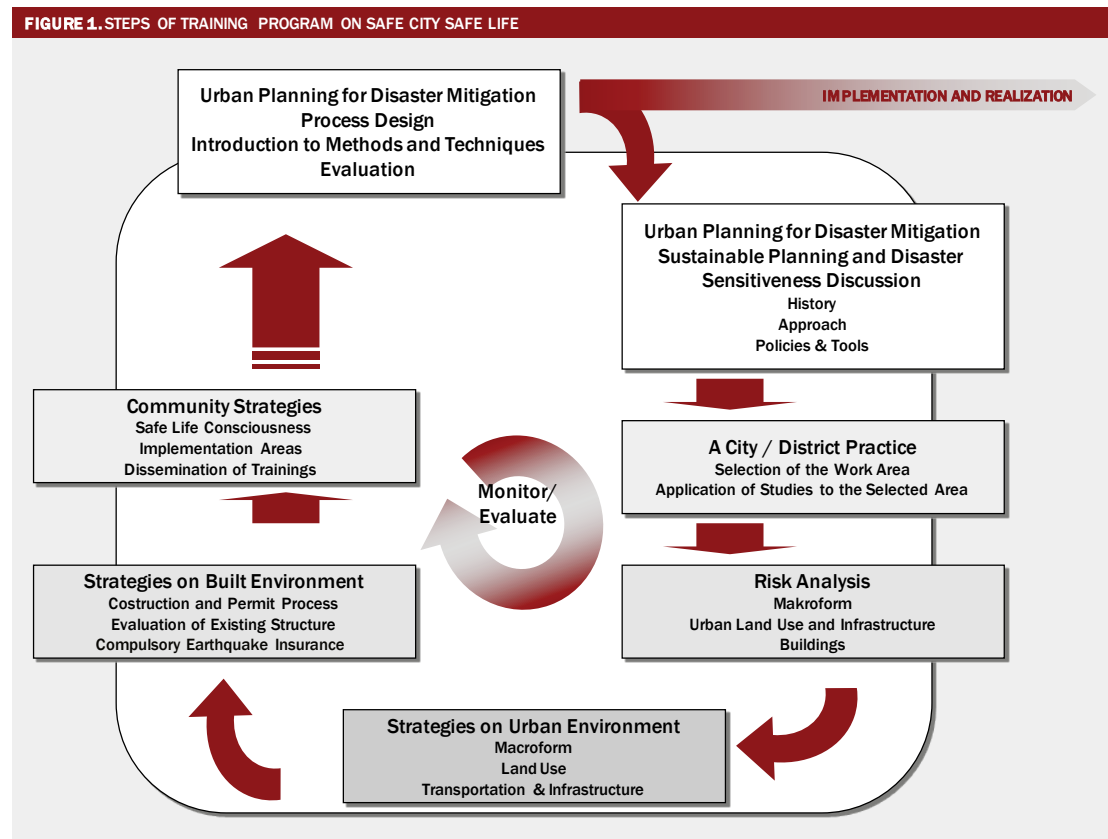 FIGURE 1. STEPS OF TRAINING PROGRAM ON SAFE CITY SAFE LIFE
Urban Planning for Disaster Mitigation
Process Design
Introduction to Methods and Techniques
Evaluation
IMPLEMENTATION AND REALIZATION
Urban Planning for Disaster Mitigation
Sustainable Planning and Disaster
Sensitiveness Discussion
History
Approach
Policies & Tools
A City / District Practice
Selection of the Work Area
Application of Studies to the Selected Area
Risk Analysis
Makroform
Urban Land Use and Infrastructure
Buildings
Strategies on Urban Environment
Macroform
Land Use
Transportation & Infrastructure
Strategies on Built Environment
Costruction and Permit Process
Evaluation of Existing Structure
Compulsory Earthquake Insurance
Community Strategies
Safe Life Consciousness
Implementation Areas
Dissemination of Trainings
Monitor/
Evaluate